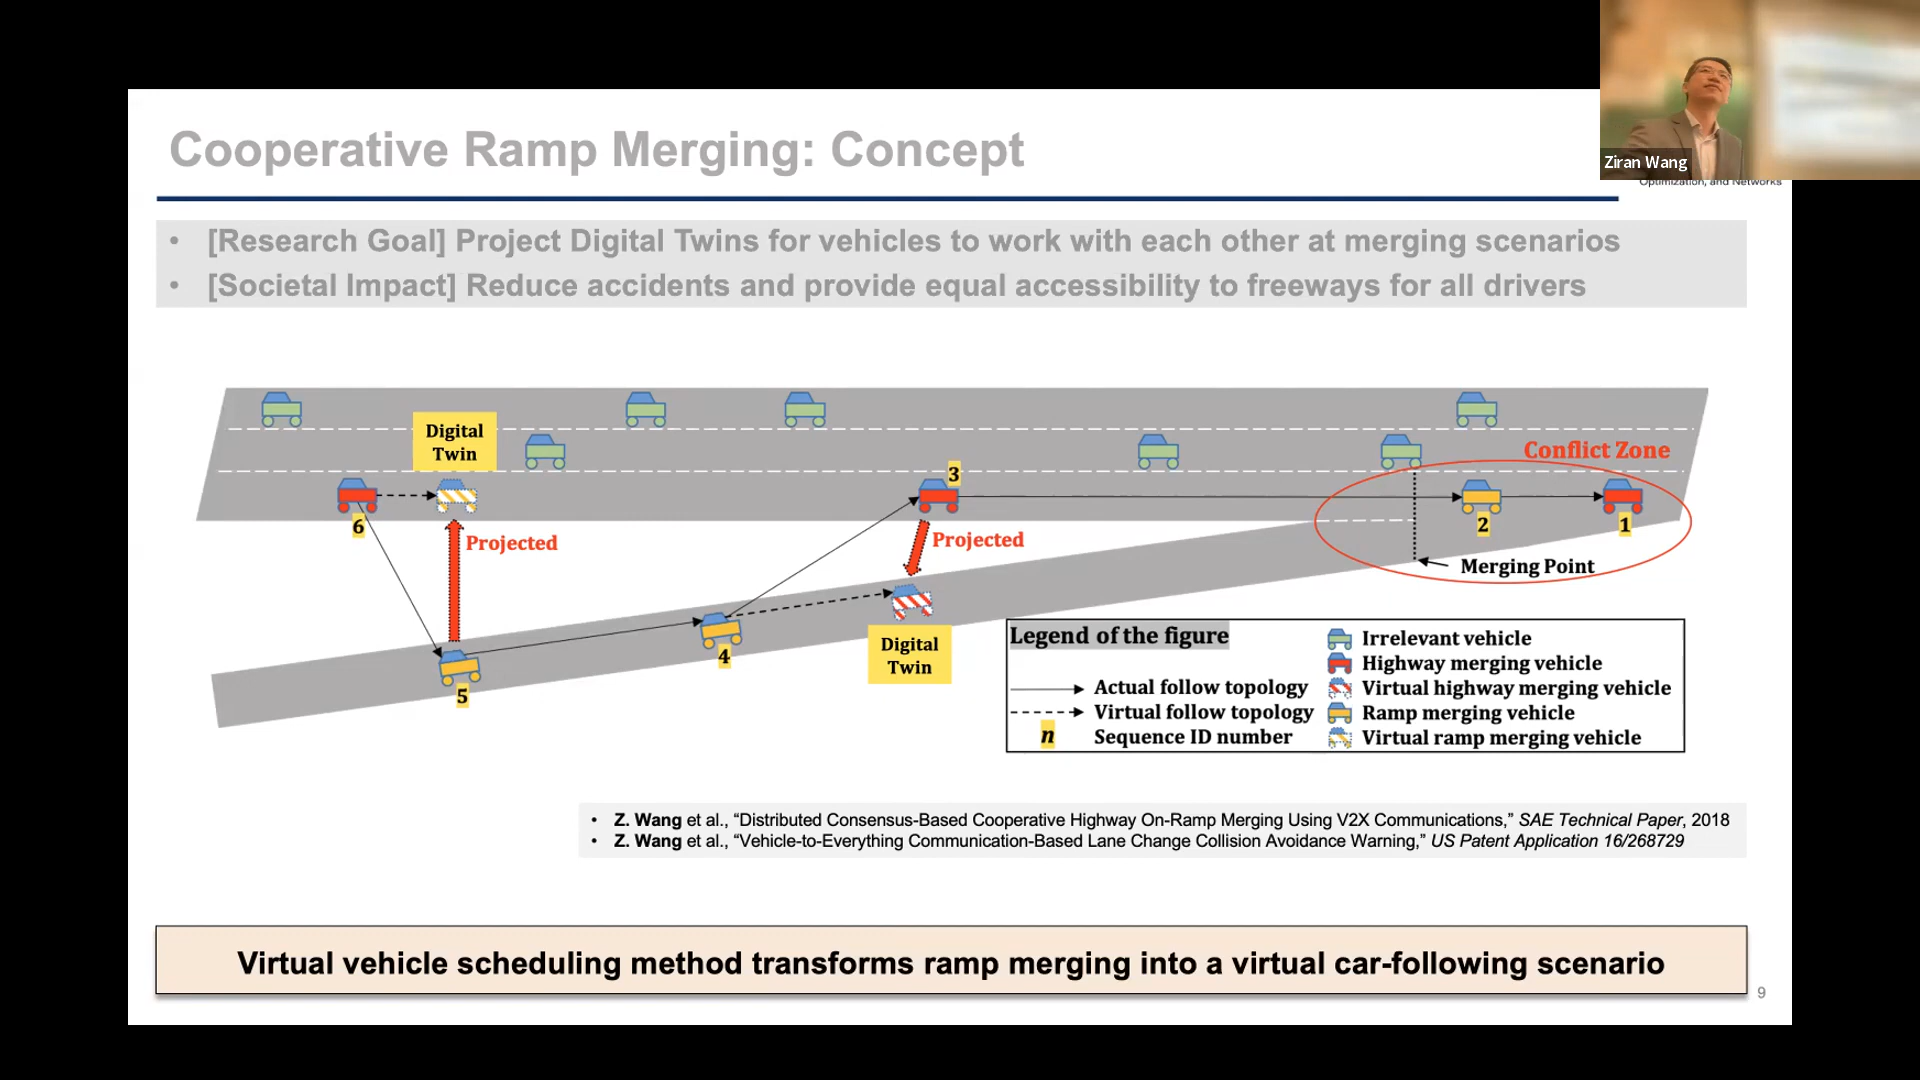 Cooperative Ramp Merging: Concept
Ziran Wang
Optimization, and Networks
• [Research Goal] Project Digital Twins for vehicles to work with each other at merging scenarios
• [Societal Impact] Reduce accidents and provide equal accessibility to freeways for all drivers
Digital
Twin
Conflict Zone
3
6
2
1
Projected
Projected
Merging Point
4
5
Digital
Twin
Legend of the figure
Actual follow topology
Virtual follow topology
n Sequence ID number
Irrelevant vehicle
Highway merging vehicle
Virtual highway merging vehicle
Ramp merging vehicle
Virtual ramp merging vehicle
• Z. Wang et al., “Distributed Consensus-Based Cooperative Highway On-Ramp Merging Using V2X Communications,” SAE Technical Paper, 2018
• Z. Wang et al., “Vehicle-to-Everything Communication-Based Lane Change Collision Avoidance Warning,” US Patent Application 16/268729
Virtual vehicle scheduling method transforms ramp merging into a virtual car-following scenario
9